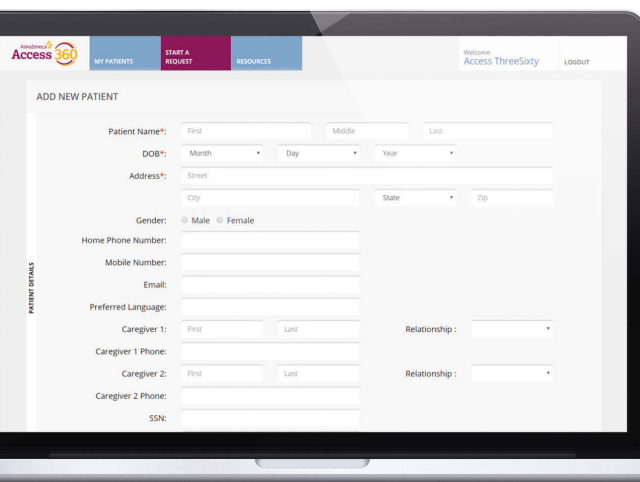 AstraZeneca
Access 360
MY PATIENTS
START A
REQUEST
RESOURCES
Welcome
Access ThreeSixty
LOGOUT
ADD NEW PATIENT
PATIENT DETAILS
Patient Name*: First Middle Last
DOB*: Month Day Year
Address*: Street
City State Zip
Gender: Male Female
Home Phone Number:
Mobile Number:
Email:
Preferred Language:
Caregiver 1: First Last Relationship :
Caregiver 1 Phone:
Caregiver 2: First Last Relationship :
Caregiver 2 Phone:
SSN: